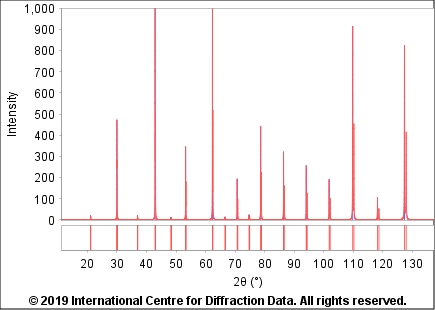 1,000
900
800
700
600
500
400
300
200
100
0
Intensity
20 30 40 50 60 70 80 90 100 110 120 130
2θ (°)
© 2019 International Centre for Diffraction Data. All rights reserved.